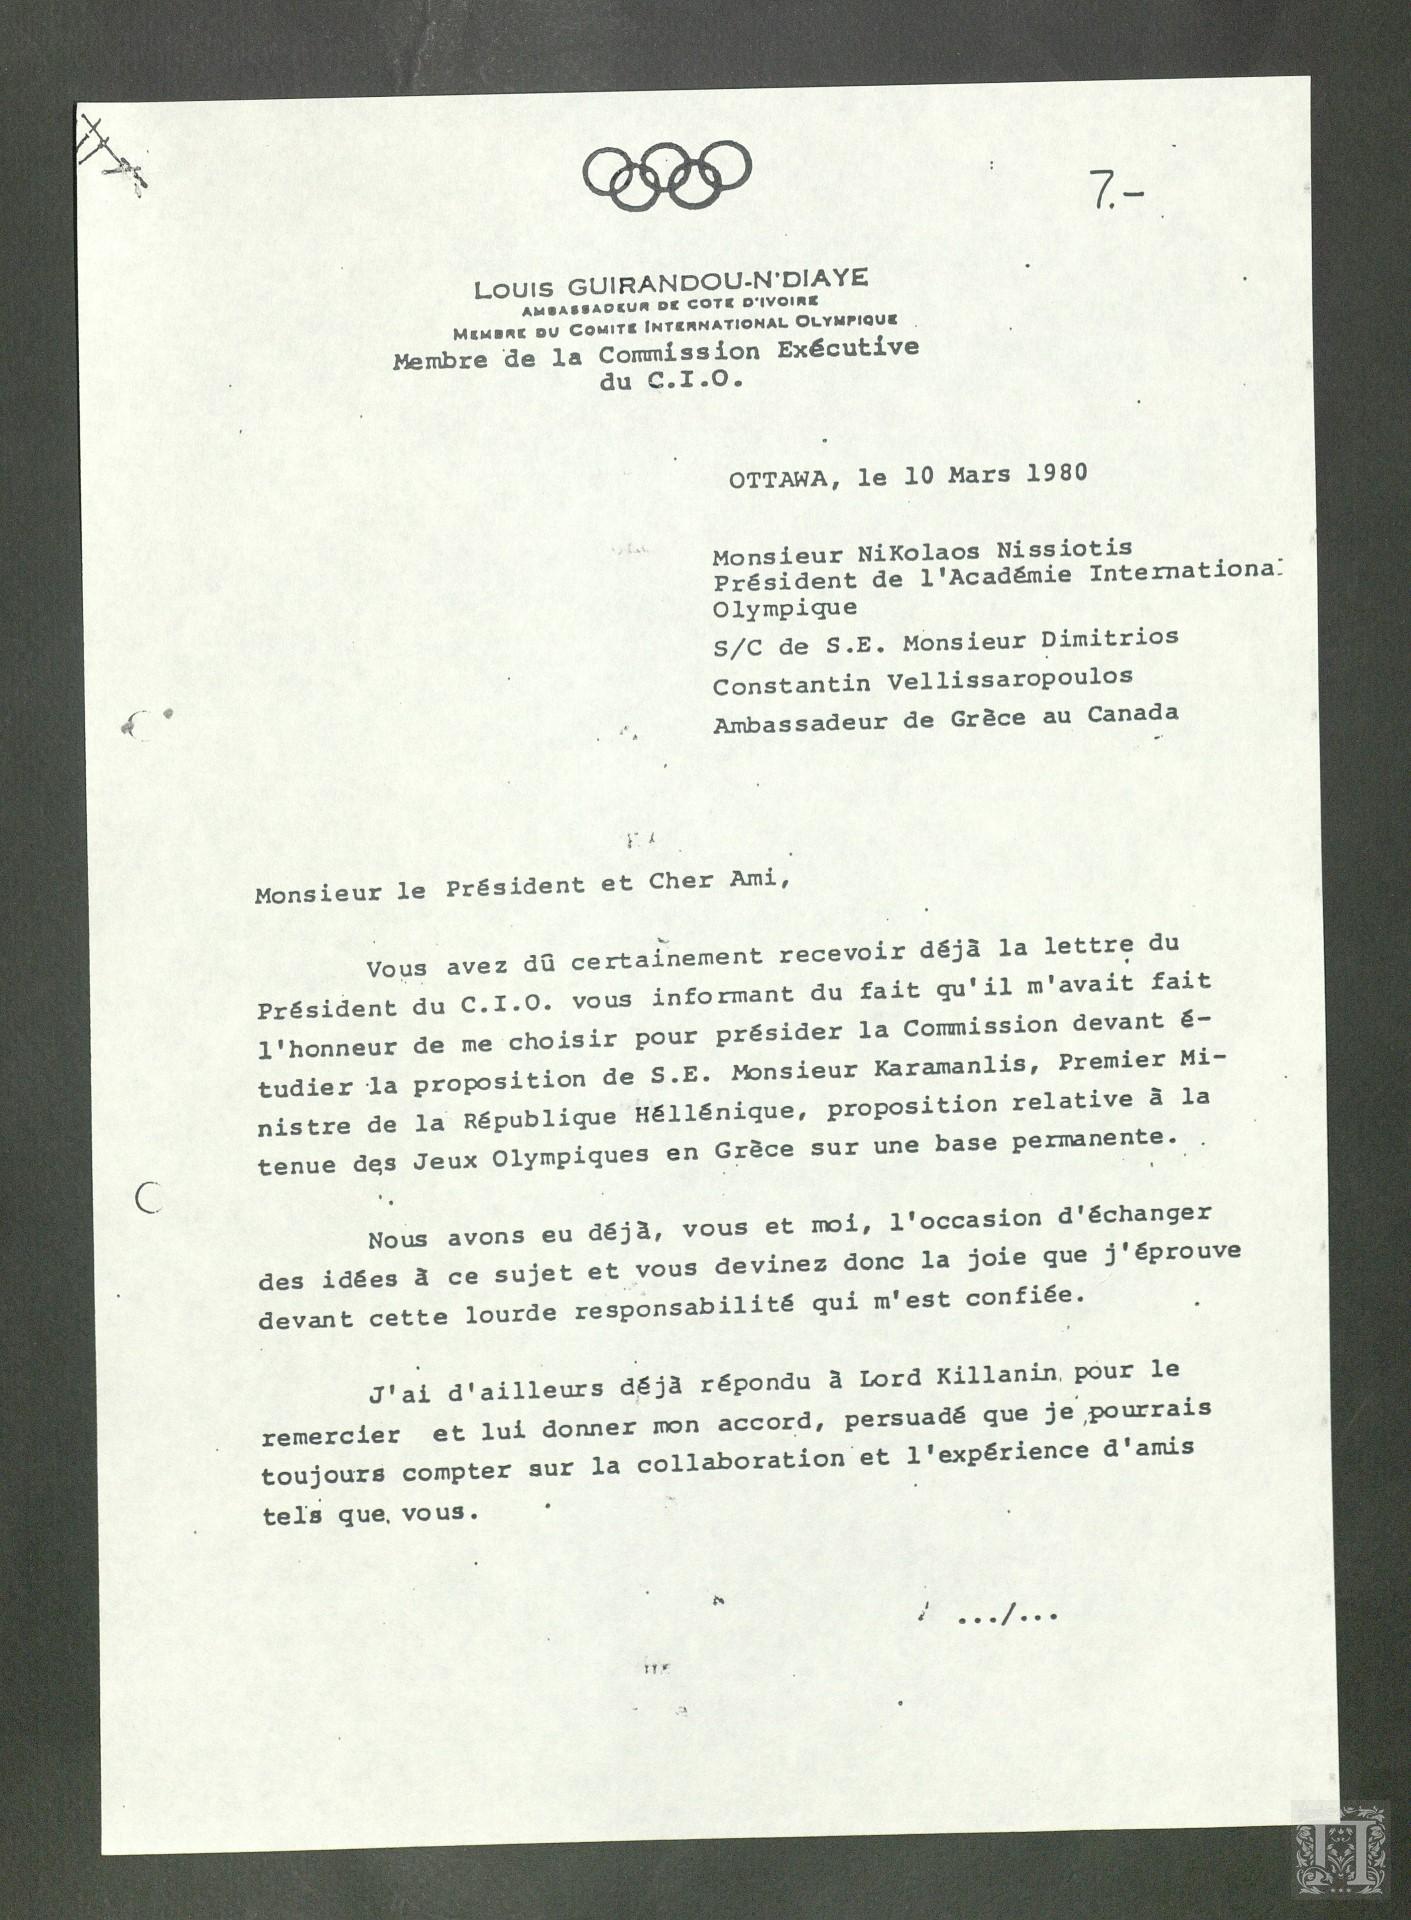 7.-
LOUIS GUIRANDOU-N'DIAYE
AMBASSADEUR DE COTE D'IVOIRE
MEMBRE DU COMITE INTERNATIONAL OLYMPIQUE
Membre de la Commission Exécutive
du C.I.O.
OTTAWA, le 10 Mars 1980
Monsieur NiKolaos Nissiotis
Président de l'Académie Internationa
Olympique
S/C de S.E. Monsieur Dimitrios
Constantin Vellissaropoulos
Ambassadeur de Grèce au Canada
Monsieur le Président et Cher Ami,
Vous avez dû certainement recevoir déjà la lettre du
Président du C.I.O. vous informant du fait qu'il m'avait fait
l'honneur de me choisir pour présider la Commission devant é-
tudier la proposition de S.E. Monsieur Karamanlis, Premier Mi-
nistre de la République Héllénique, proposition relative à la
tenue des Jeux Olympiques en Grèce sur une base permanente.
Nous avons eu déjà, vous et moi, l'occasion d'échanger
des idées à ce sujet et vous devinez donc la joie que j'éprouve
devant cette lourde responsabilité qui m'est confiée.
J'ai d'ailleurs déjà répondu à Lord Killanin pour le
remercier et lui donner mon accord, persuadé que je pourrais
toujours compter sur la collaboration et l'expérience d'amis
tels que vous.
.../...